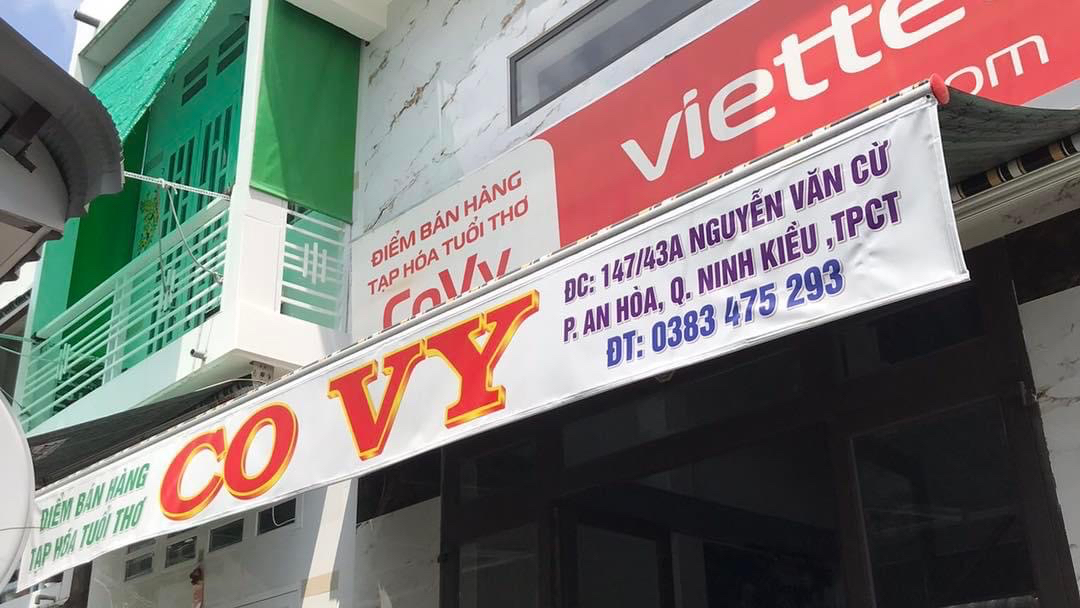 viette
om
ĐIỂM BÁN HÀNG
TẠP HÓA TUỔI THƠ
CoVy
ĐIỂM BÁN HÀNG
TẠP HÓA TUỔI THƠ
CO VY
ĐC: 147/43A NGUYỄN VĂN CỪ
P. AN HÒA, Q. NINH KIỀU ,TPCT
ĐT: 0383 475 293